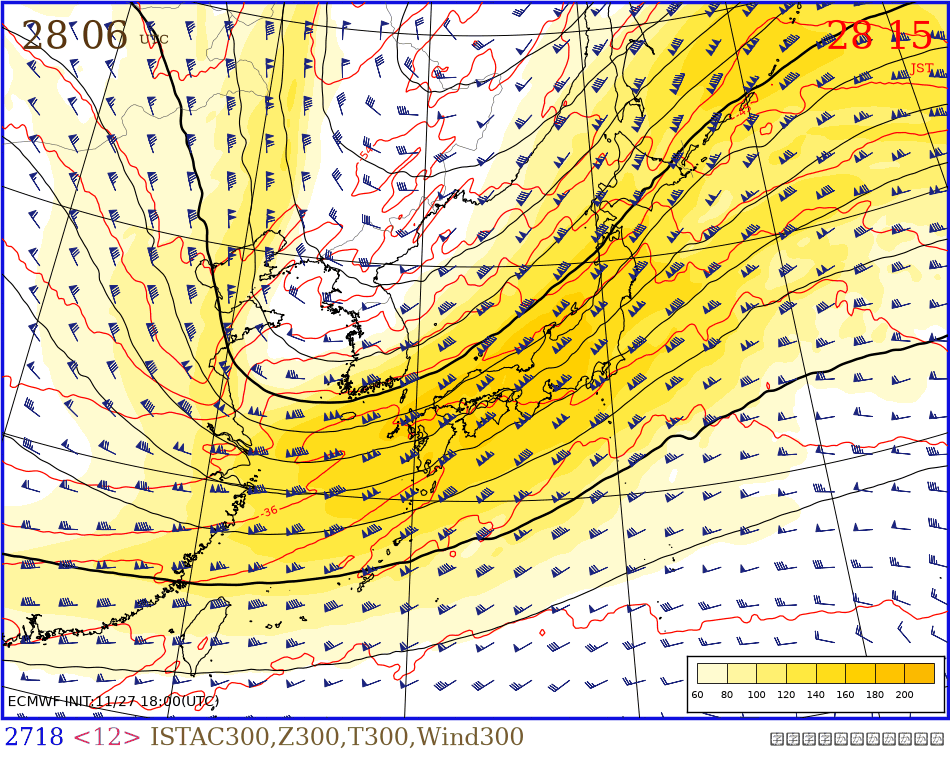 28 06 UTC
28 15
JST
-54
-36
60 80 100 120 140 160 180 200
ECMWF INIT:11/27 18:00(UTC)
2718 <12> ISTAC300,Z300,T300,Wind300